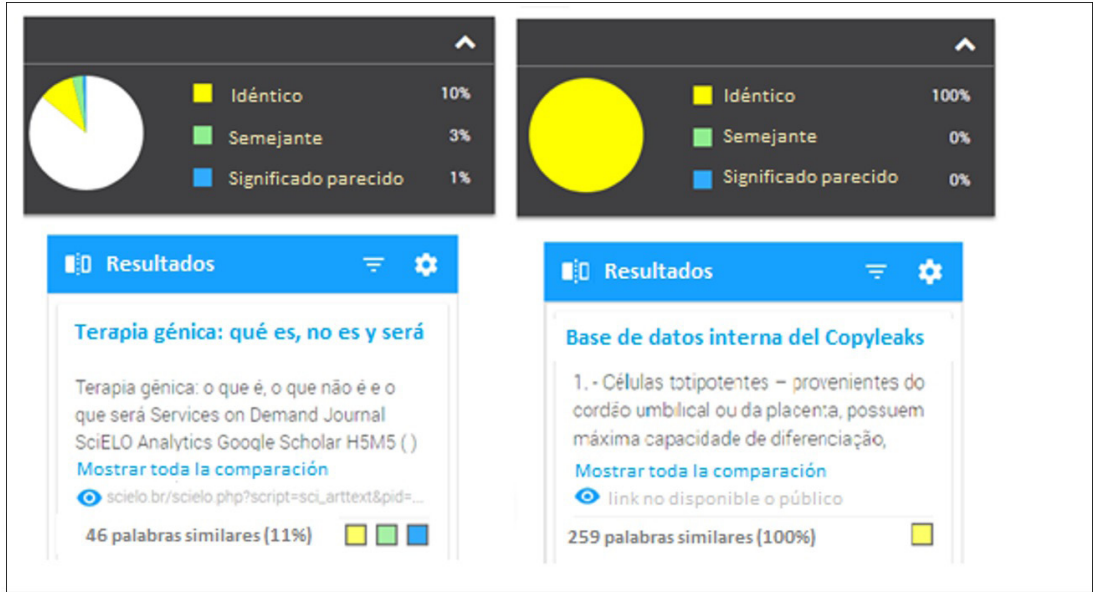 Idéntico 10%
Semejante 3%
Significado parecido 1%
Resultados
Terapia génica: qué es, no es y será
Terapia gênica: o que é, o que não é e o
que será Services on Demand Journal
SciELO Analytics Google Scholar H5M5 ( )
Mostrar toda la comparación
scielo.br/scielo.php?script=sci_arttext&pid=...
46 palabras similares (11%)
Idéntico 100%
Semejante 0%
Significado parecido 0%
Resultados
Base de datos interna del Copyleaks
1. - Células totipotentes – provenientes do
cordão umbilical ou da placenta, possuem
máxima capacidade de diferenciação,
Mostrar toda la comparación
link no disponible o público
259 palabras similares (100%)